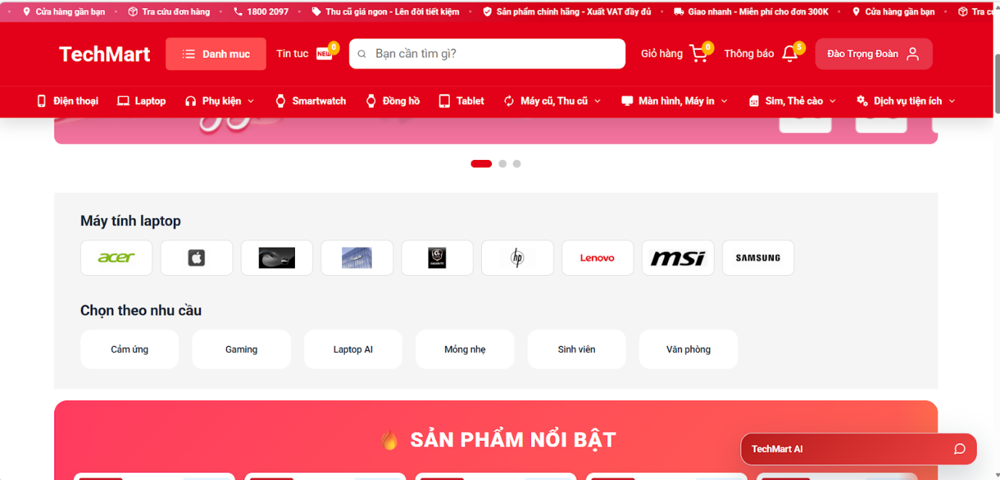 Cửa hàng gần bạn • Tra cứu đơn hàng • 1800 2097 • Thu cũ giá ngon - Lên đời tiết kiệm • Sản phẩm chính hãng - Xuất VAT đầy đủ • Giao nhanh - Miễn phí cho đơn 300K • Cửa hàng gần bạn • Tra cứ
TechMart
Danh muc
Tin tuc
NEW
0
Bạn cần tìm gì?
Giỏ hàng
0
Thông báo
5
Đào Trọng Đoàn
Điện thoại Laptop Phụ kiện Smartwatch Đồng hồ Tablet Máy cũ, Thu cũ Màn hình, Máy in Sim, Thẻ cào Dịch vụ tiện ích
Máy tính laptop
acer hp Lenovo msi SAMSUNG
Chọn theo nhu cầu
Cảm ứng Gaming Laptop AI Mỏng nhẹ Sinh viên Văn phòng
SẢN PHẨM NỔI BẬT
TechMart AI